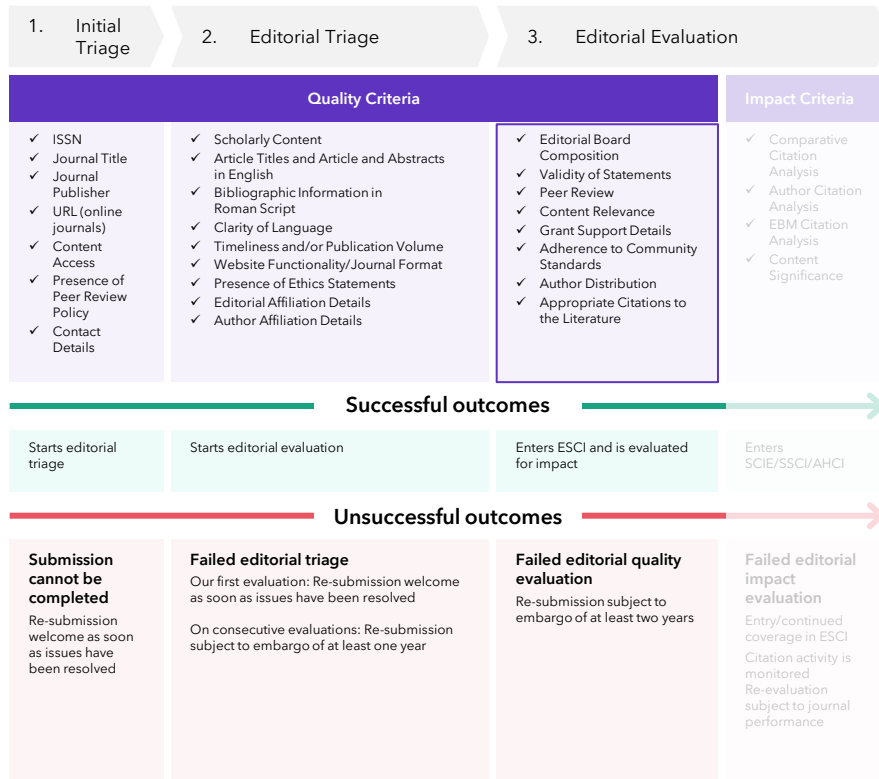 1. Initial
Triage
2. Editorial Triage
3. Editorial Evaluation
Quality Criteria
Impact Criteria
✓ ISSN
✓ Journal Title
✓ Journal
Publisher
✓ URL (online
journals)
✓ Content
Access
✓ Presence of
Peer Review
Policy
✓ Contact
Details
✓ Scholarly Content
✓ Article Titles and Article and Abstracts
in English
✓ Bibliographic Information in
Roman Script
✓ Clarity of Language
✓ Timeliness and/or Publication Volume
✓ Website Functionality/Journal Format
✓ Presence of Ethics Statements
✓ Editorial Affiliation Details
✓ Author Affiliation Details
✓ Editorial Board
Composition
✓ Validity of Statements
✓ Peer Review
✓ Content Relevance
✓ Grant Support Details
✓ Adherence to Community
Standards
✓ Author Distribution
✓ Appropriate Citations to
the Literature
✓ Comparative
Citation
Analysis
✓ Author Citation
Analysis
✓ EBM Citation
Analysis
✓ Content
Significance
Successful outcomes
Starts editorial
triage
Starts editorial evaluation
Enters ESCI and is evaluated
for impact
Enters
SCIE/SSCI/AHCI
Unsuccessful outcomes
Submission
cannot be
completed
Re-submission
welcome as soon
as issues have
been resolved
Failed editorial triage
Our first evaluation: Re-submission welcome
as soon as issues have been resolved
On consecutive evaluations: Re-submission
subject to embargo of at least one year
Failed editorial quality
evaluation
Re-submission subject to
embargo of at least two years
Failed editorial
impact
evaluation
Entry/continued
coverage in ESCI
Citation activity is
monitored
Re-evaluation
subject to journal
performance